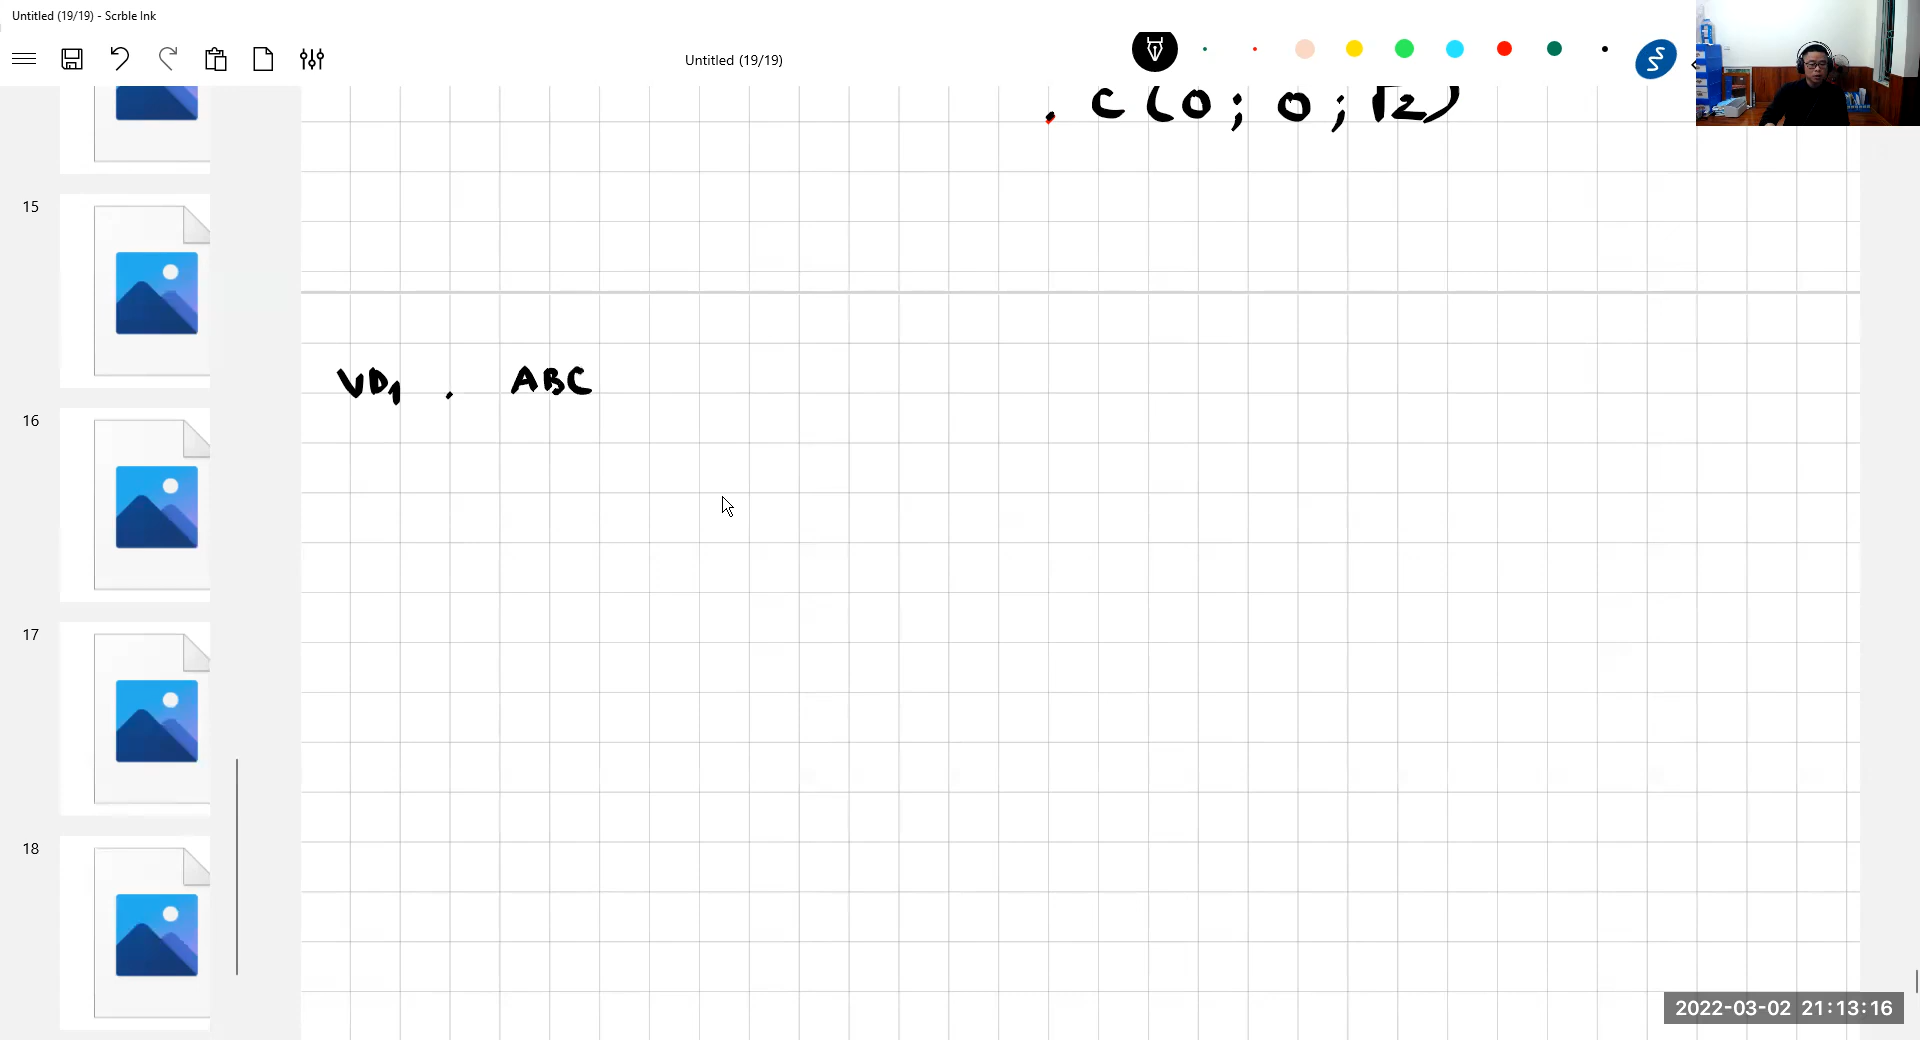 Untitled (19/19) - Scrble Ink
Untitled (19/19)
. C (0 ; 0 ; √2)
15
VD1 . ABC
16
17
18
2022-03-02 21:13:16